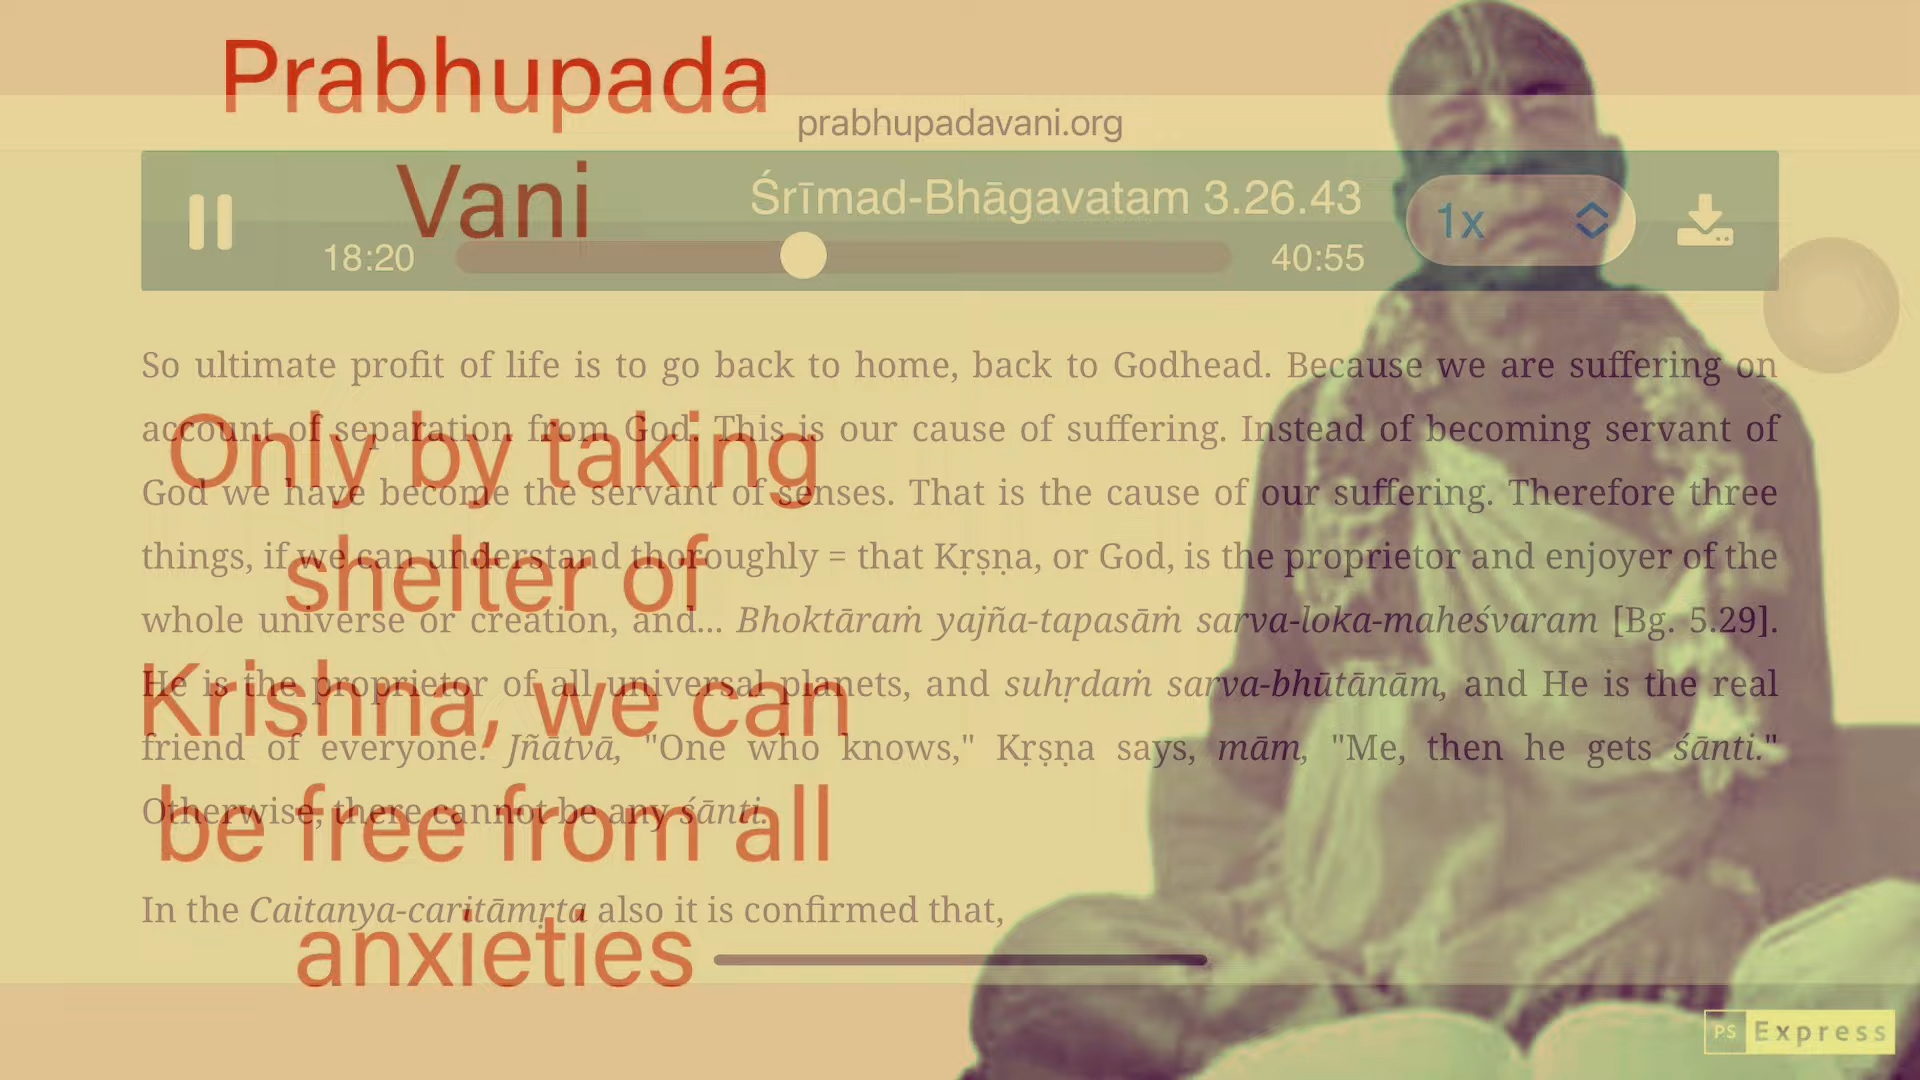 Prabhupada
prabhupadavani.org
Vani
Śrīmad-Bhāgavatam 3.26.43
1x
18:20
40:55
So ultimate profit of life is to go back to home, back to Godhead. Because we are suffering on
account of separation from God. This is our cause of suffering. Instead of becoming servant of
God we have become the servant of senses. That is the cause of our suffering. Therefore three
things, if we can understand thoroughly = that Kṛṣṇa, or God, is the proprietor and enjoyer of the
whole universe or creation, and... Bhoktāraṁ yajña-tapasāṁ sarva-loka-maheśvaram [Bg. 5.29].
He is the proprietor of all universal planets, and suhṛdaṁ sarva-bhūtānām, and He is the real
friend of everyone. Jñātvā, "One who knows," Kṛṣṇa says, mām, "Me, then he gets śānti."
Otherwise, there cannot be any śānti.
In the Caitanya-caritāmṛta also it is confirmed that,
Only by taking
shelter of
Krishna, we can
be free from all
anxieties
PS Express